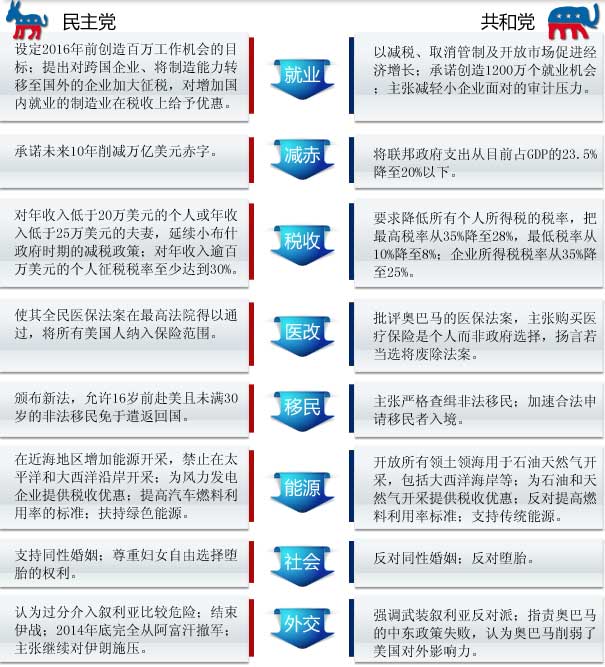 民主党
共和党
设定2016年前创造百万工作机会的目
标；提出对跨国企业、将制造能力转
移至国外的企业加大征税，对增加国
内就业的制造业在税收上给予优惠。
就业
以减税、取消管制及开放市场促进经
济增长；承诺创造1200万个就业机会
；主张减轻小企业面对的审计压力。
承诺未来10年削减万亿美元赤字。
减赤
将联邦政府支出从目前占GDP的23.5%
降至20%以下。
对年收入低于20万美元的个人或年收
入低于25万美元的夫妻，延续小布什
政府时期的减税政策；对年收入逾百
万美元的个人征税税率至少达到30%。
税收
要求降低所有个人所得税的税率，把
最高税率从35%降至28%，最低税率从
10%降至8%；企业所得税税率从35%降
至25%。
使其全民医保法案在最高法院得以通
过，将所有美国人纳入保险范围。
医改
批评奥巴马的医保法案，主张购买医
疗保险是个人而非政府选择，扬言若
当选将废除法案。
颁布新法，允许16岁前赴美且未满30
岁的非法移民免于遣返回国。
移民
主张严格查缉非法移民；加速合法申
请移民者入境。
在近海地区增加能源开采，禁止在太
平洋和大西洋沿岸开采；为风力发电
企业提供税收优惠；提高汽车燃料利
用率的标准；扶持绿色能源。
能源
开放所有领土领海用于石油天然气开
采，包括大西洋海岸等；为石油和天
然气开采提供税收优惠；反对提高燃
料利用率标准；支持传统能源。
支持同性婚姻；尊重妇女自由选择堕
胎的权利。
社会
反对同性婚姻；反对堕胎。
认为过分介入叙利亚比较危险；结束
伊战；2014年底完全从阿富汗撤军；
主张继续对伊朗施压。
外交
强调武装叙利亚反对派；指责奥巴马
的中东政策失败，认为奥巴马削弱了
美国对外影响力。